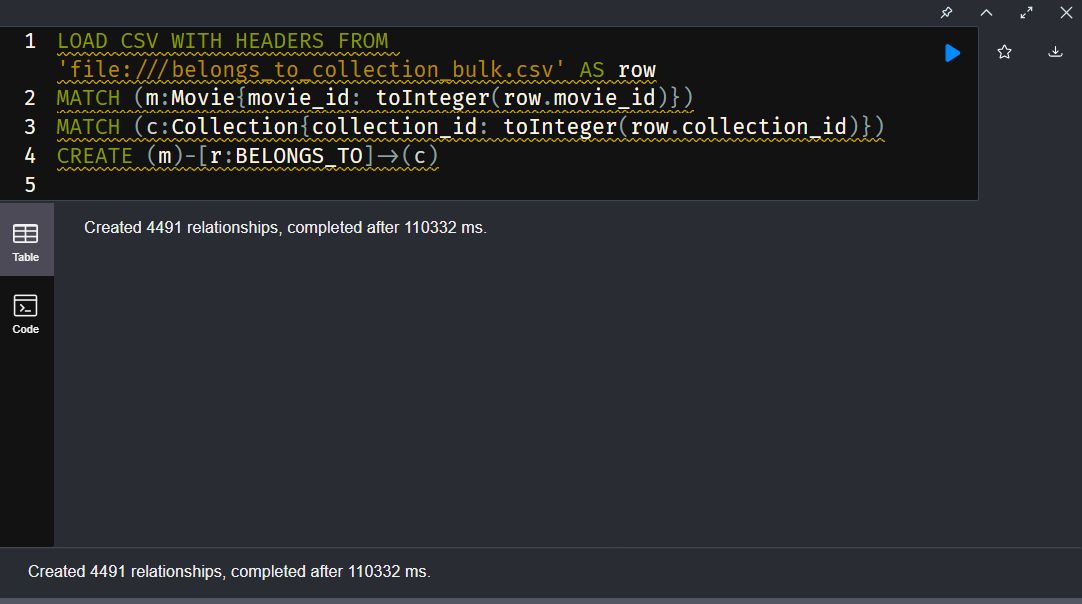 1 LOAD CSV WITH HEADERS FROM
'file:///belongs_to_collection_bulk.csv' AS row
2 MATCH (m:Movie{movie_id: toInteger(row.movie_id)})
3 MATCH (c:Collection{collection_id: toInteger(row.collection_id)})
4 CREATE (m)-[r:BELONGS_TO]->(c)
5
Table
Created 4491 relationships, completed after 110332 ms.
Code
Created 4491 relationships, completed after 110332 ms.